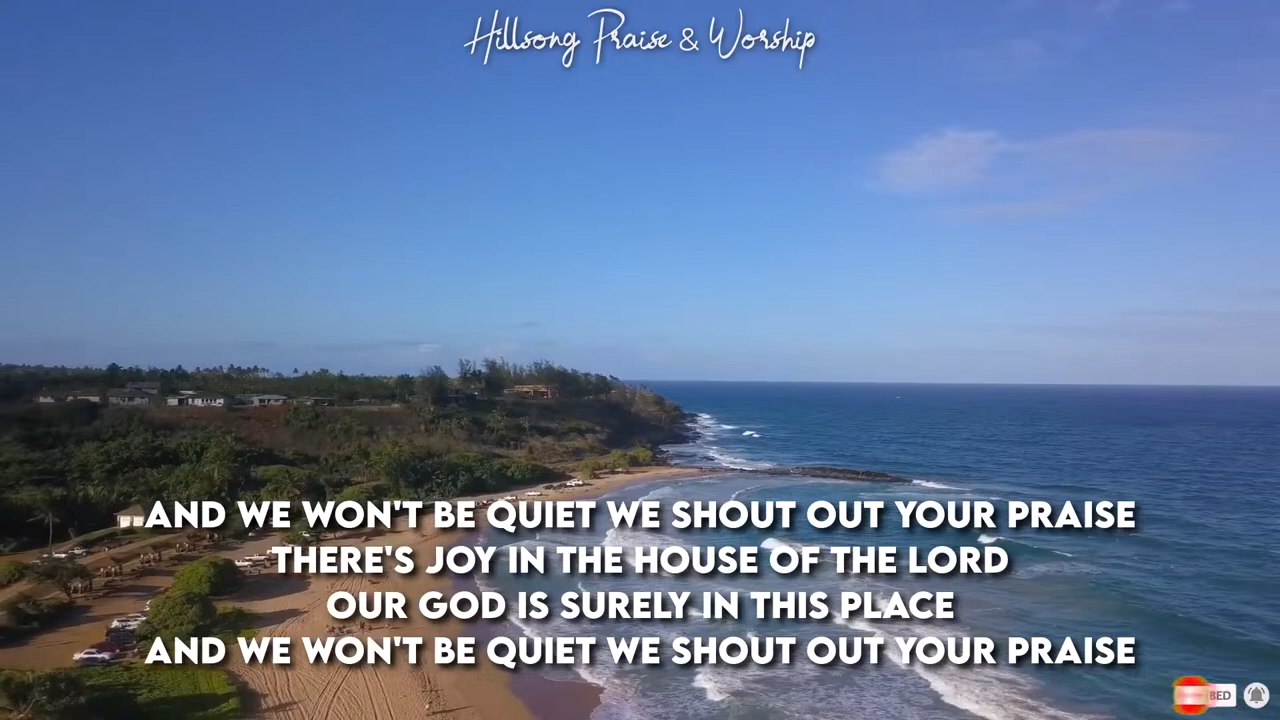 Hillsong Praise & Worship
AND WE WON'T BE QUIET WE SHOUT OUT YOUR PRAISE
THERE'S JOY IN THE HOUSE OF THE LORD
OUR GOD IS SURELY IN THIS PLACE
AND WE WON'T BE QUIET WE SHOUT OUT YOUR PRAISE